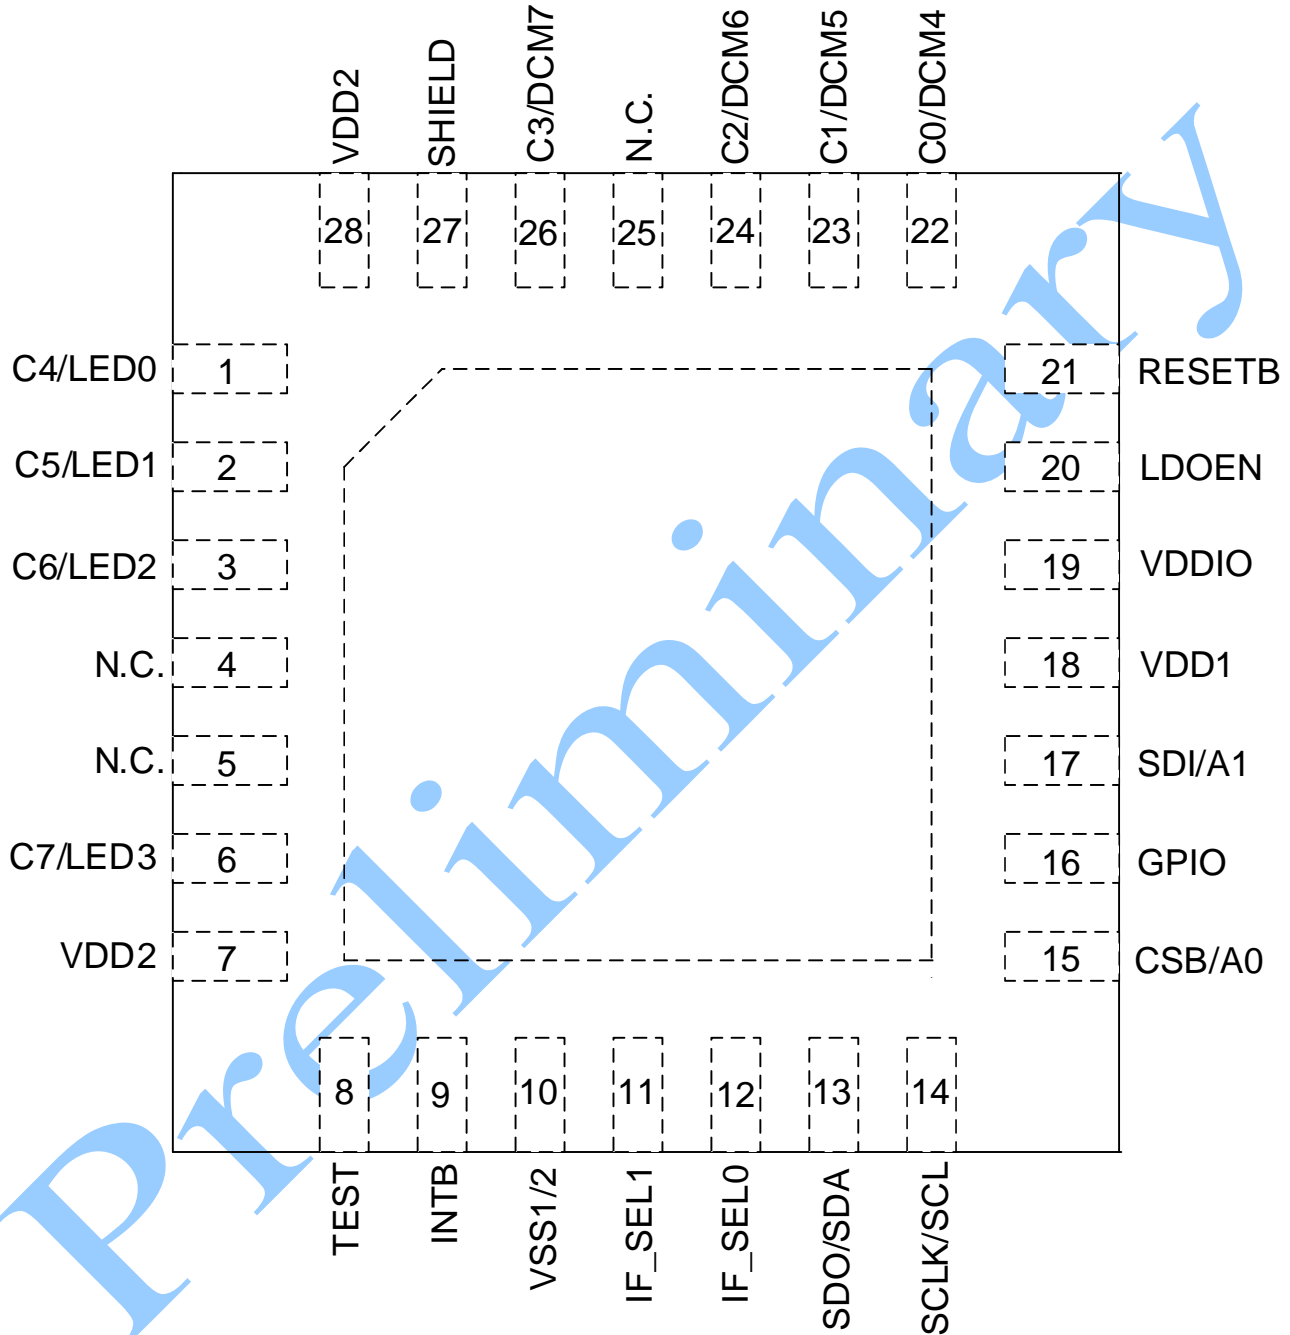 VDD2
SHIELD
C3/DCM7
N.C.
C2/DCM6
C1/DCM5
C0/DCM4
28
27
26
25
24
23
22
C4/LED0
1
21
RESETB
C5/LED1
2
20
LDOEN
C6/LED2
3
19
VDDIO
N.C.
4
18
VDD1
N.C.
5
17
SDI/A1
C7/LED3
6
16
GPIO
VDD2
7
15
CSB/A0
8
9
10
11
12
13
14
TEST
INTB
VSS1/2
IF_SEL1
IF_SEL0
SDO/SDA
SCLK/SCL
Preliminary